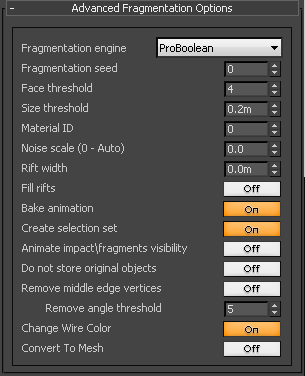 - Advanced Fragmentation Options
Fragmentation engine ProBoolean
Fragmentation seed 0
Face threshold 4
Size threshold 0.2m
Material ID 0
Noise scale (0 - Auto) 0.0
Rift width 0.0m
Fill rifts Off
Bake animation On
Create selection set On
Animate impact\fragments visibility Off
Do not store original objects Off
Remove middle edge vertices Off
Remove angle threshold 5
Change Wire Color On
Convert To Mesh Off